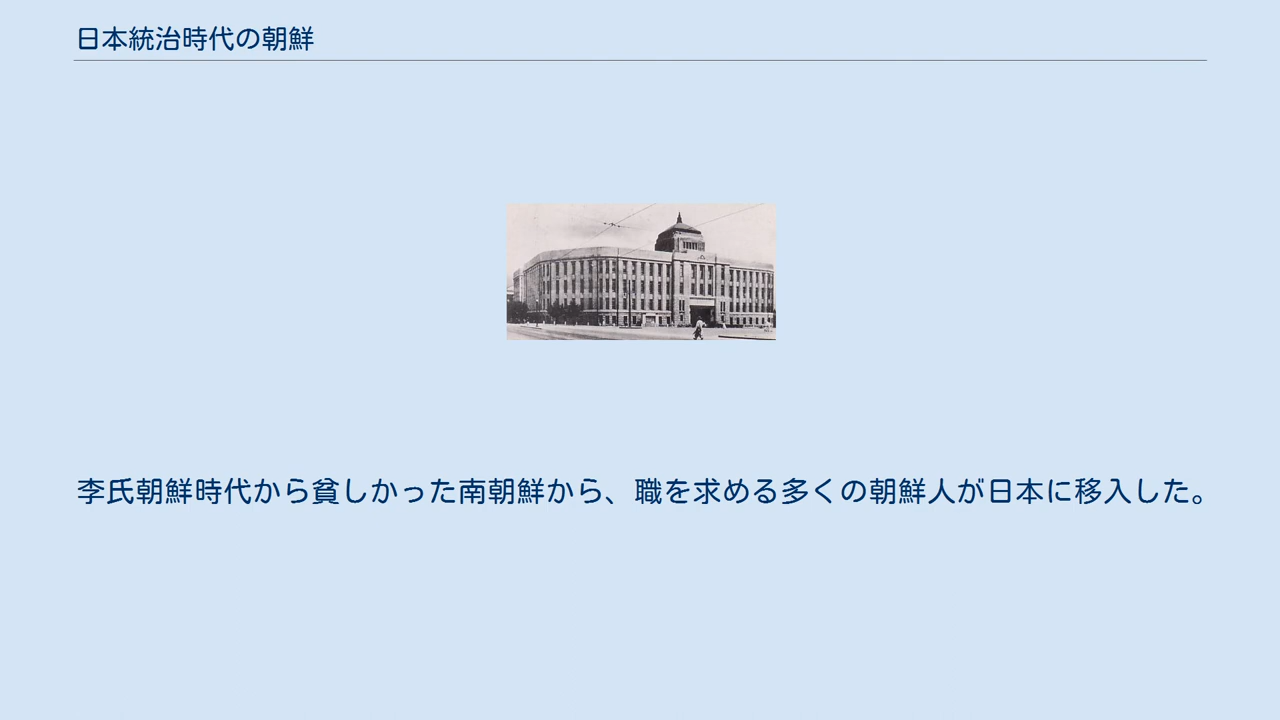 日本統治時代の朝鮮
李氏朝鮮時代から貧しかった南朝鮮から、職を求める多くの朝鮮人が日本に移入した。